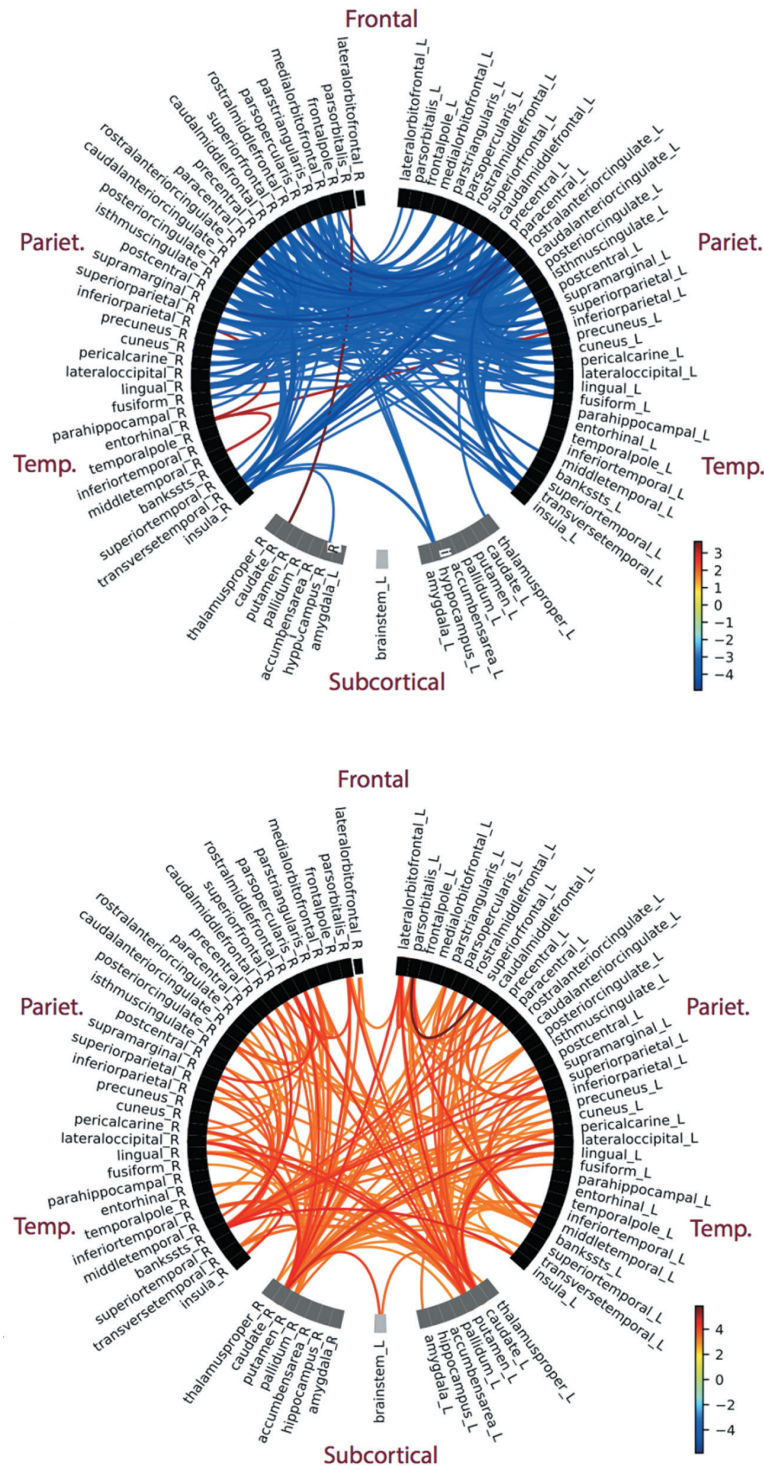 Frontal
lateralorbitofrontal_R
parsorbitalis_R
frontalpole_R
medialorbitofrontal_R
parstriangularis_R
parsopercularis_R
rostralmiddlefrontal_R
superiorfrontal_R
caudalmiddlefrontal_R
precentral_R
paracentral_R
rostralanteriorcingulate_R
caudalanteriorcingulate_R
posteriorcingulate_R
isthmuscingulate_R
postcentral_R
supramarginal_R
superiorparietal_R
inferiorparietal_R
precuneus_R
cuneus_R
pericalcarine_R
lateraloccipital_R
lingual_R
fusiform_R
parahippocampal_R
entorhinal_R
temporalpole_R
inferiortemporal_R
middletemporal_R
bankssts_R
superiortemporal_R
transversetemporal_R
insula_R
lateralorbitofrontal_L
parsorbitalis_L
frontalpole_L
medialorbitofrontal_L
parstriangularis_L
parsopercularis_L
rostralmiddlefrontal_L
superiorfrontal_L
caudalmiddlefrontal_L
precentral_L
paracentral_L
rostralanteriorcingulate_L
caudalanteriorcingulate_L
posteriorcingulate_L
isthmuscingulate_L
postcentral_L
supramarginal_L
superiorparietal_L
inferiorparietal_L
precuneus_L
cuneus_L
pericalcarine_L
lateraloccipital_L
lingual_L
fusiform_L
parahippocampal_L
entorhinal_L
temporalpole_L
inferiortemporal_L
middletemporal_L
bankssts_L
superiortemporal_L
transversetemporal_L
insula_L
Pariet.
Pariet.
Temp.
Temp.
R
thalamusproper_R
caudate_R
putamen_R
pallidum_R
accumbensarea_R
hyppocampus_R
amygdala_L
brainstem_L
amygdala_L
hyppocampus_L
accumbensarea_L
pallidum_L
putamen_L
caudate_L
thalamusproper_L
Subcortical
3
2
1
0
−1
−2
−3
−4
Frontal
lateralorbitofrontal_R
parsorbitalis_R
frontalpole_R
medialorbitofrontal_R
parstriangularis_R
parsopercularis_R
rostralmiddlefrontal_R
superiorfrontal_R
caudalmiddlefrontal_R
precentral_R
paracentral_R
rostralanteriorcingulate_R
caudalanteriorcingulate_R
posteriorcingulate_R
isthmuscingulate_R
postcentral_R
supramarginal_R
superiorparietal_R
inferiorparietal_R
precuneus_R
cuneus_R
pericalcarine_R
lateraloccipital_R
lingual_R
fusiform_R
parahippocampal_R
entorhinal_R
temporalpole_R
inferiortemporal_R
middletemporal_R
bankssts_R
superiortemporal_R
transversetemporal_R
insula_R
lateralorbitofrontal_L
parsorbitalis_L
frontalpole_L
medialorbitofrontal_L
parstriangularis_L
parsopercularis_L
rostralmiddlefrontal_L
superiorfrontal_L
caudalmiddlefrontal_L
precentral_L
paracentral_L
rostralanteriorcingulate_L
caudalanteriorcingulate_L
posteriorcingulate_L
isthmuscingulate_L
postcentral_L
supramarginal_L
superiorparietal_L
inferiorparietal_L
precuneus_L
cuneus_L
pericalcarine_L
lateraloccipital_L
lingual_L
fusiform_L
parahippocampal_L
entorhinal_L
temporalpole_L
inferiortemporal_L
middletemporal_L
bankssts_L
superiortemporal_L
transversetemporal_L
insula_L
Pariet.
Pariet.
Temp.
Temp.
thalamusproper_R
caudate_R
putamen_R
pallidum_R
accumbensarea_R
hippocampus_R
amygdala_R
brainstem_L
amygdala_L
hippocampus_L
accumbensarea_L
pallidum_L
putamen_L
caudate_L
thalamusproper_L
Subcortical
4
2
0
−2
−4